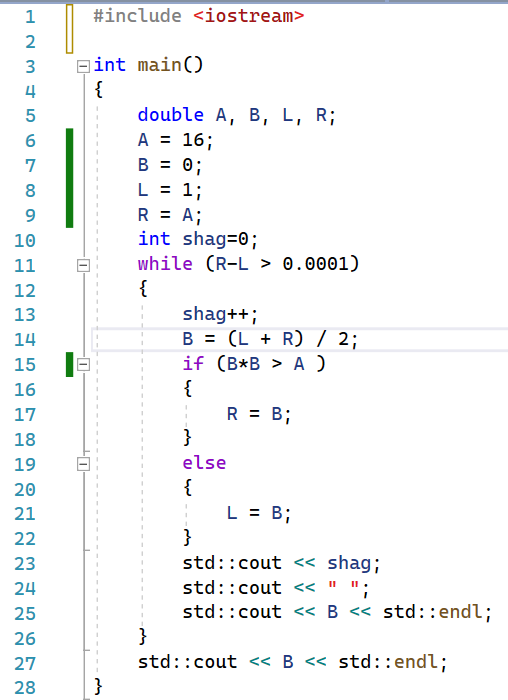 1 #include <iostream>
2
3 int main()
4 {
5 double A, B, L, R;
6 A = 16;
7 B = 0;
8 L = 1;
9 R = A;
10 int shag=0;
11 while (R-L > 0.0001)
12 {
13 shag++;
14 B = (L + R) / 2;
15 if (B*B > A )
16 {
17 R = B;
18 }
19 else
20 {
21 L = B;
22 }
23 std::cout << shag;
24 std::cout << " ";
25 std::cout << B << std::endl;
26 }
27 std::cout << B << std::endl;
28 }